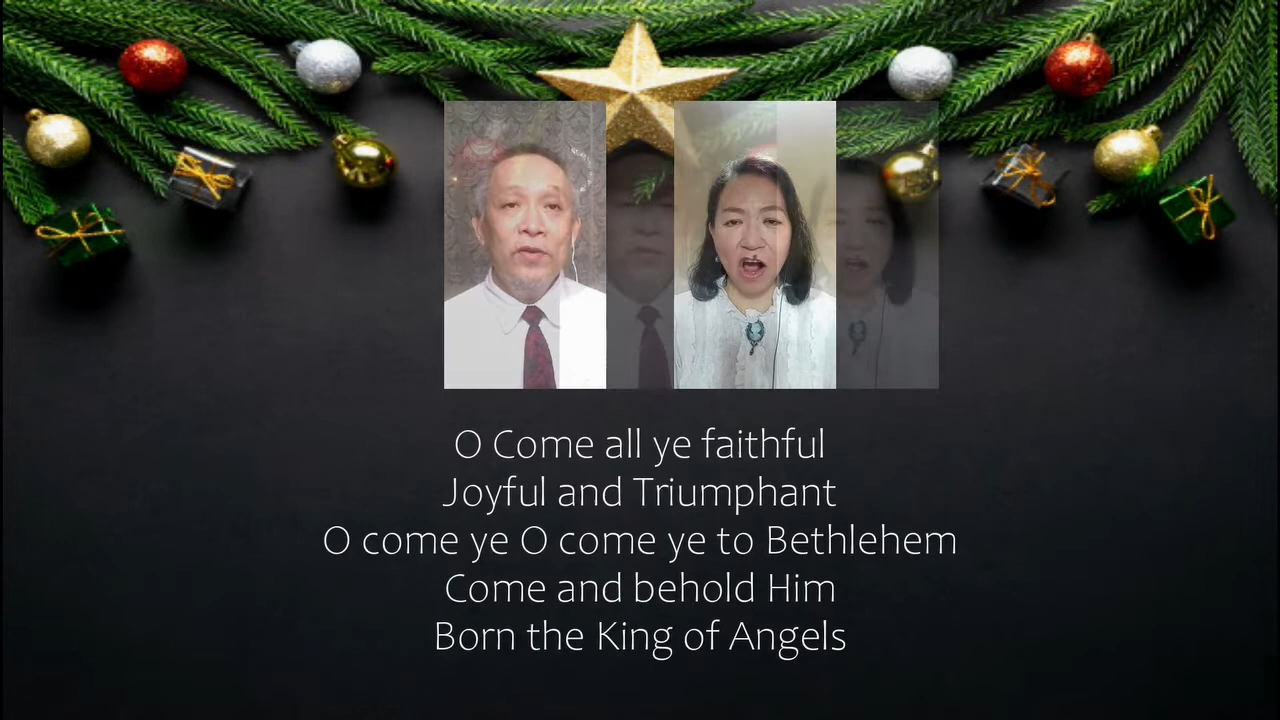 O Come all ye faithful
Joyful and Triumphant
O come ye O come ye to Bethlehem
Come and behold Him
Born the King of Angels